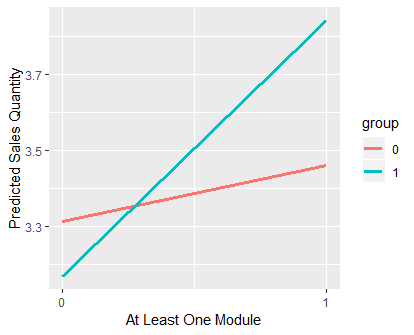 Predicted Sales Quantity
3.7
3.5
3.3
0
1
At Least One Module
group
0
1